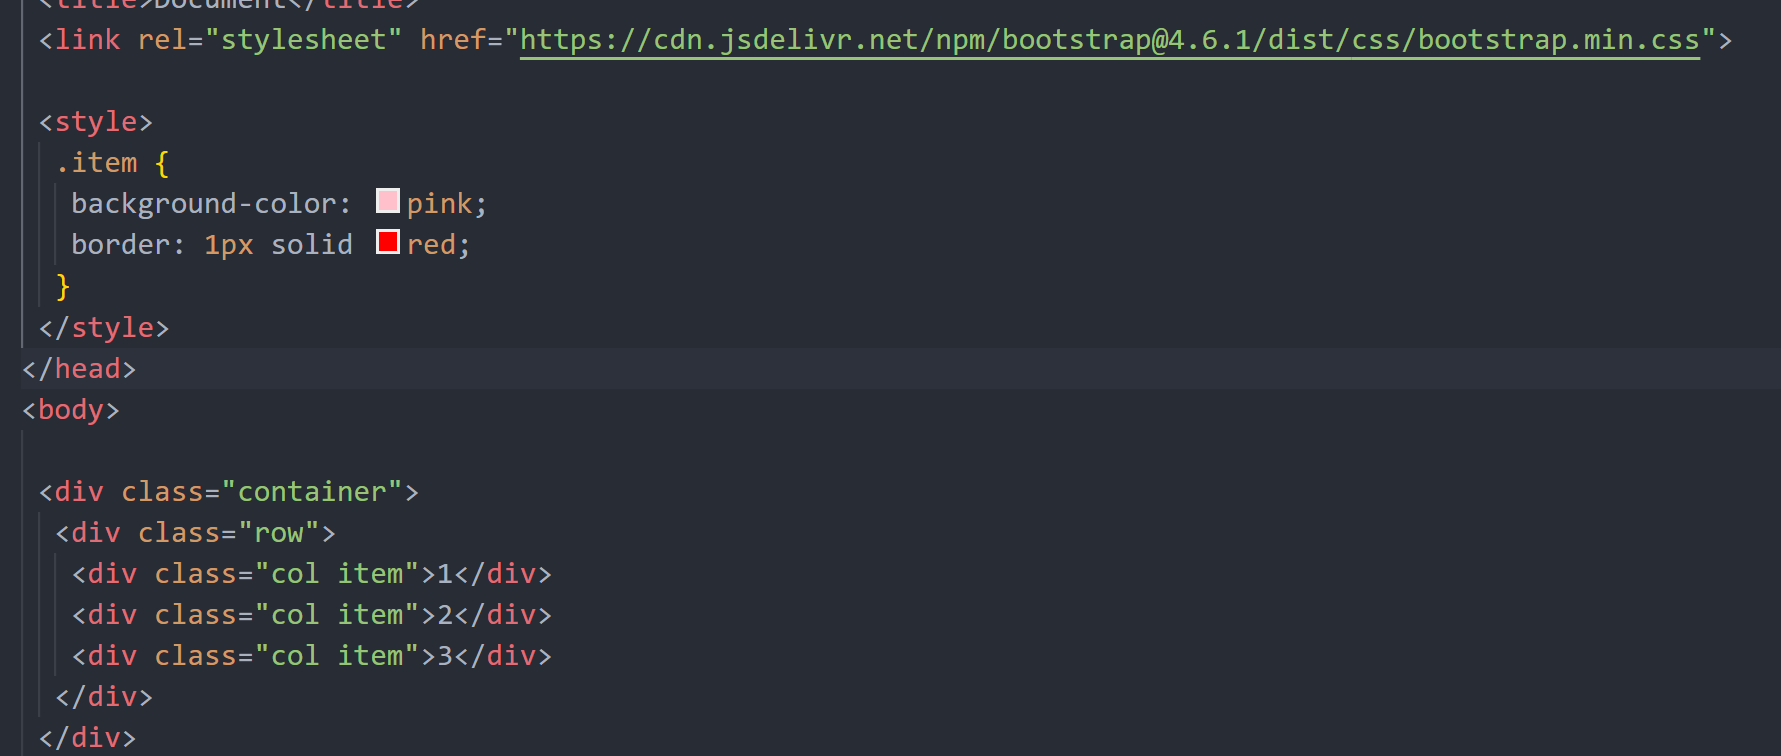 <title>Document</title>
<link rel="stylesheet" href="https://cdn.jsdelivr.net/npm/bootstrap@4.6.1/dist/css/bootstrap.min.css">
<style>
.item {
background-color: pink;
border: 1px solid red;
}
</style>
</head>
<body>
<div class="container">
<div class="row">
<div class="col item">1</div>
<div class="col item">2</div>
<div class="col item">3</div>
</div>
</div>